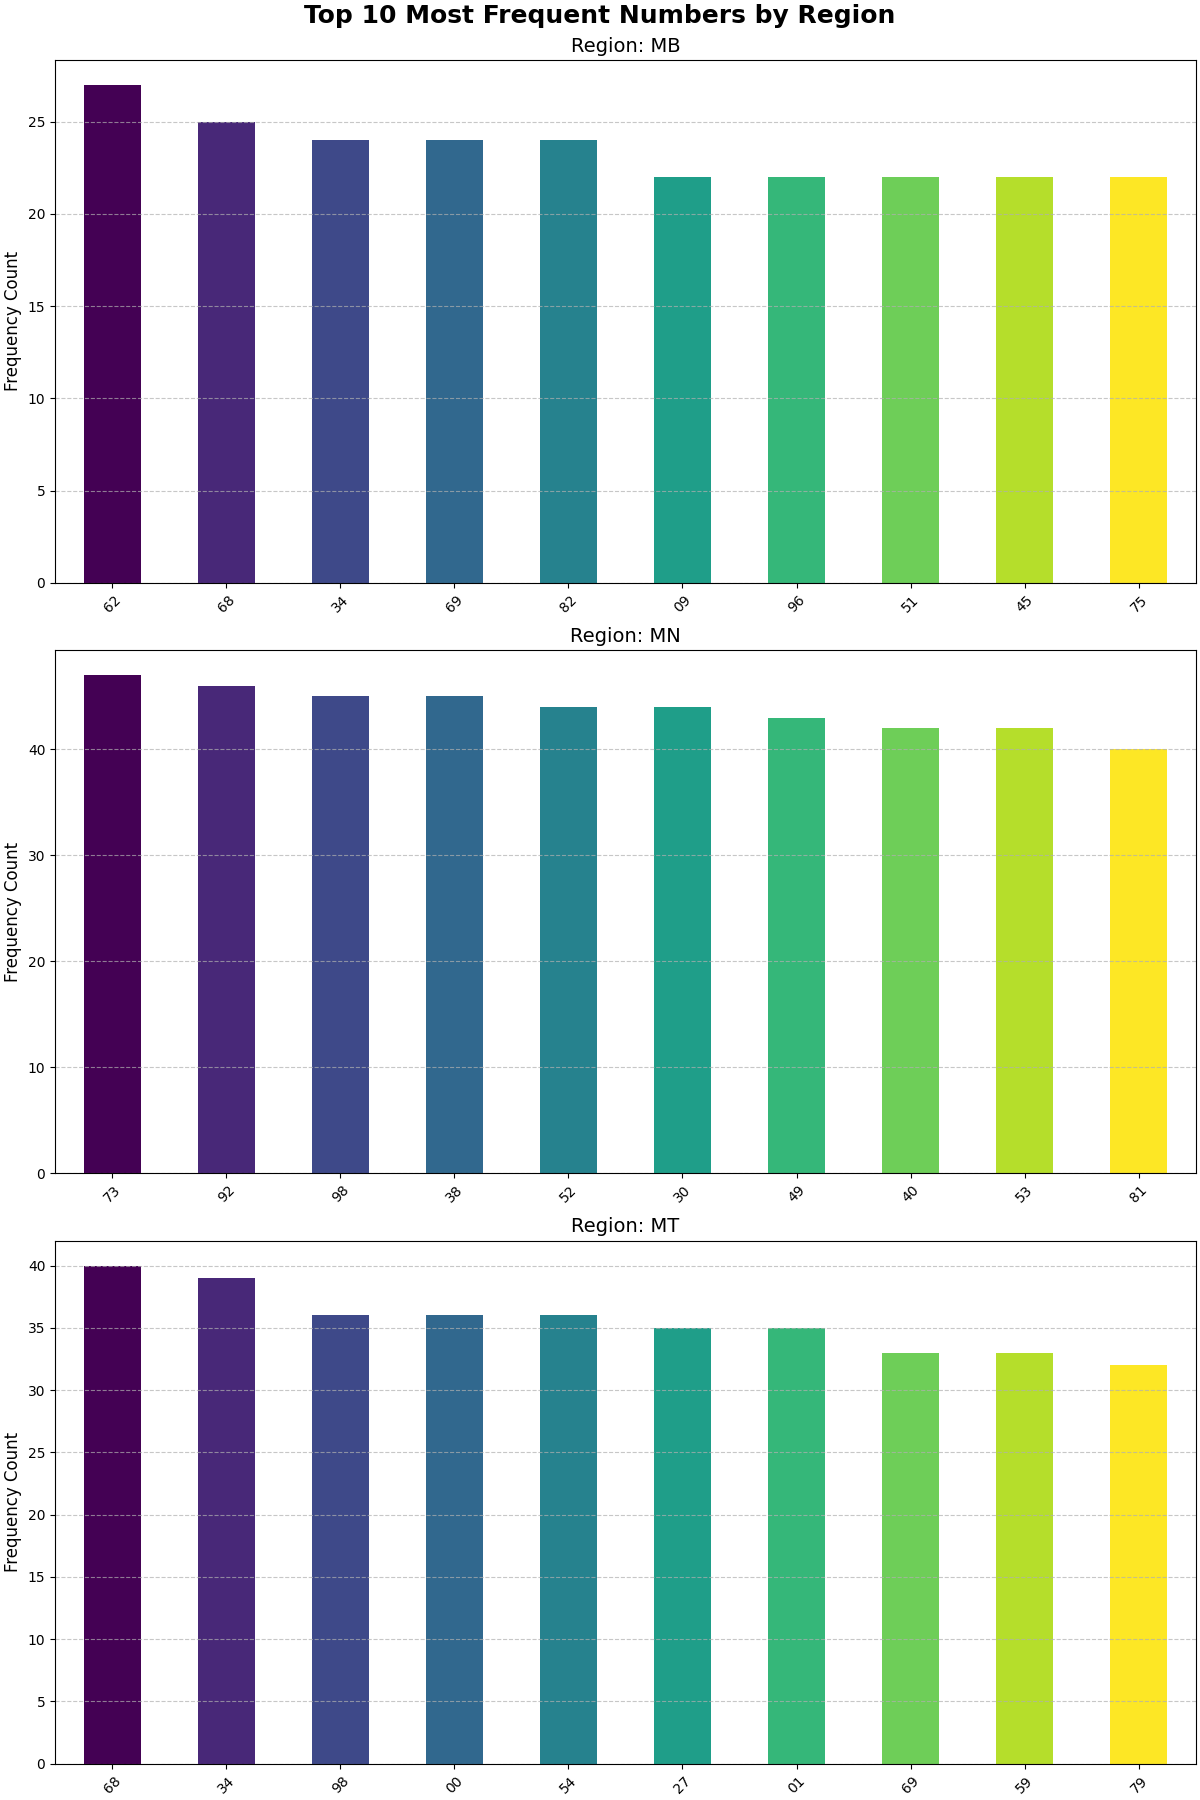 Top 10 Most Frequent Numbers by Region
Region: MB
Frequency Count
25
20
15
10
5
0
62 68 34 69 82 09 96 51 45 75
Region: MN
Frequency Count
40
30
20
10
0
73 92 98 38 52 30 49 40 53 81
Region: MT
Frequency Count
40
35
30
25
20
15
10
5
0
68 34 98 00 54 27 01 69 59 79